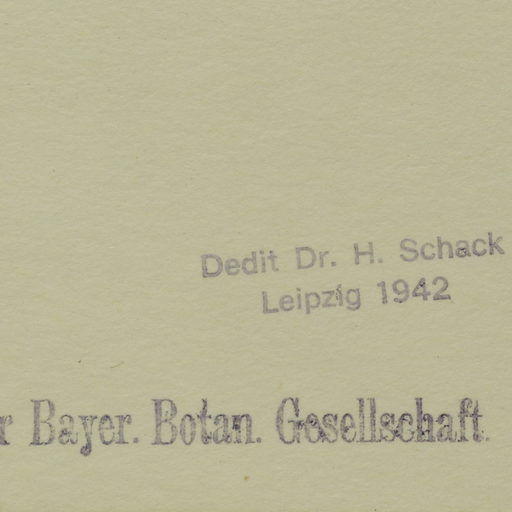 Dedit Dr. H. Schack
Leipzig 1942
r Bayer. Botan. Gesellschaft.